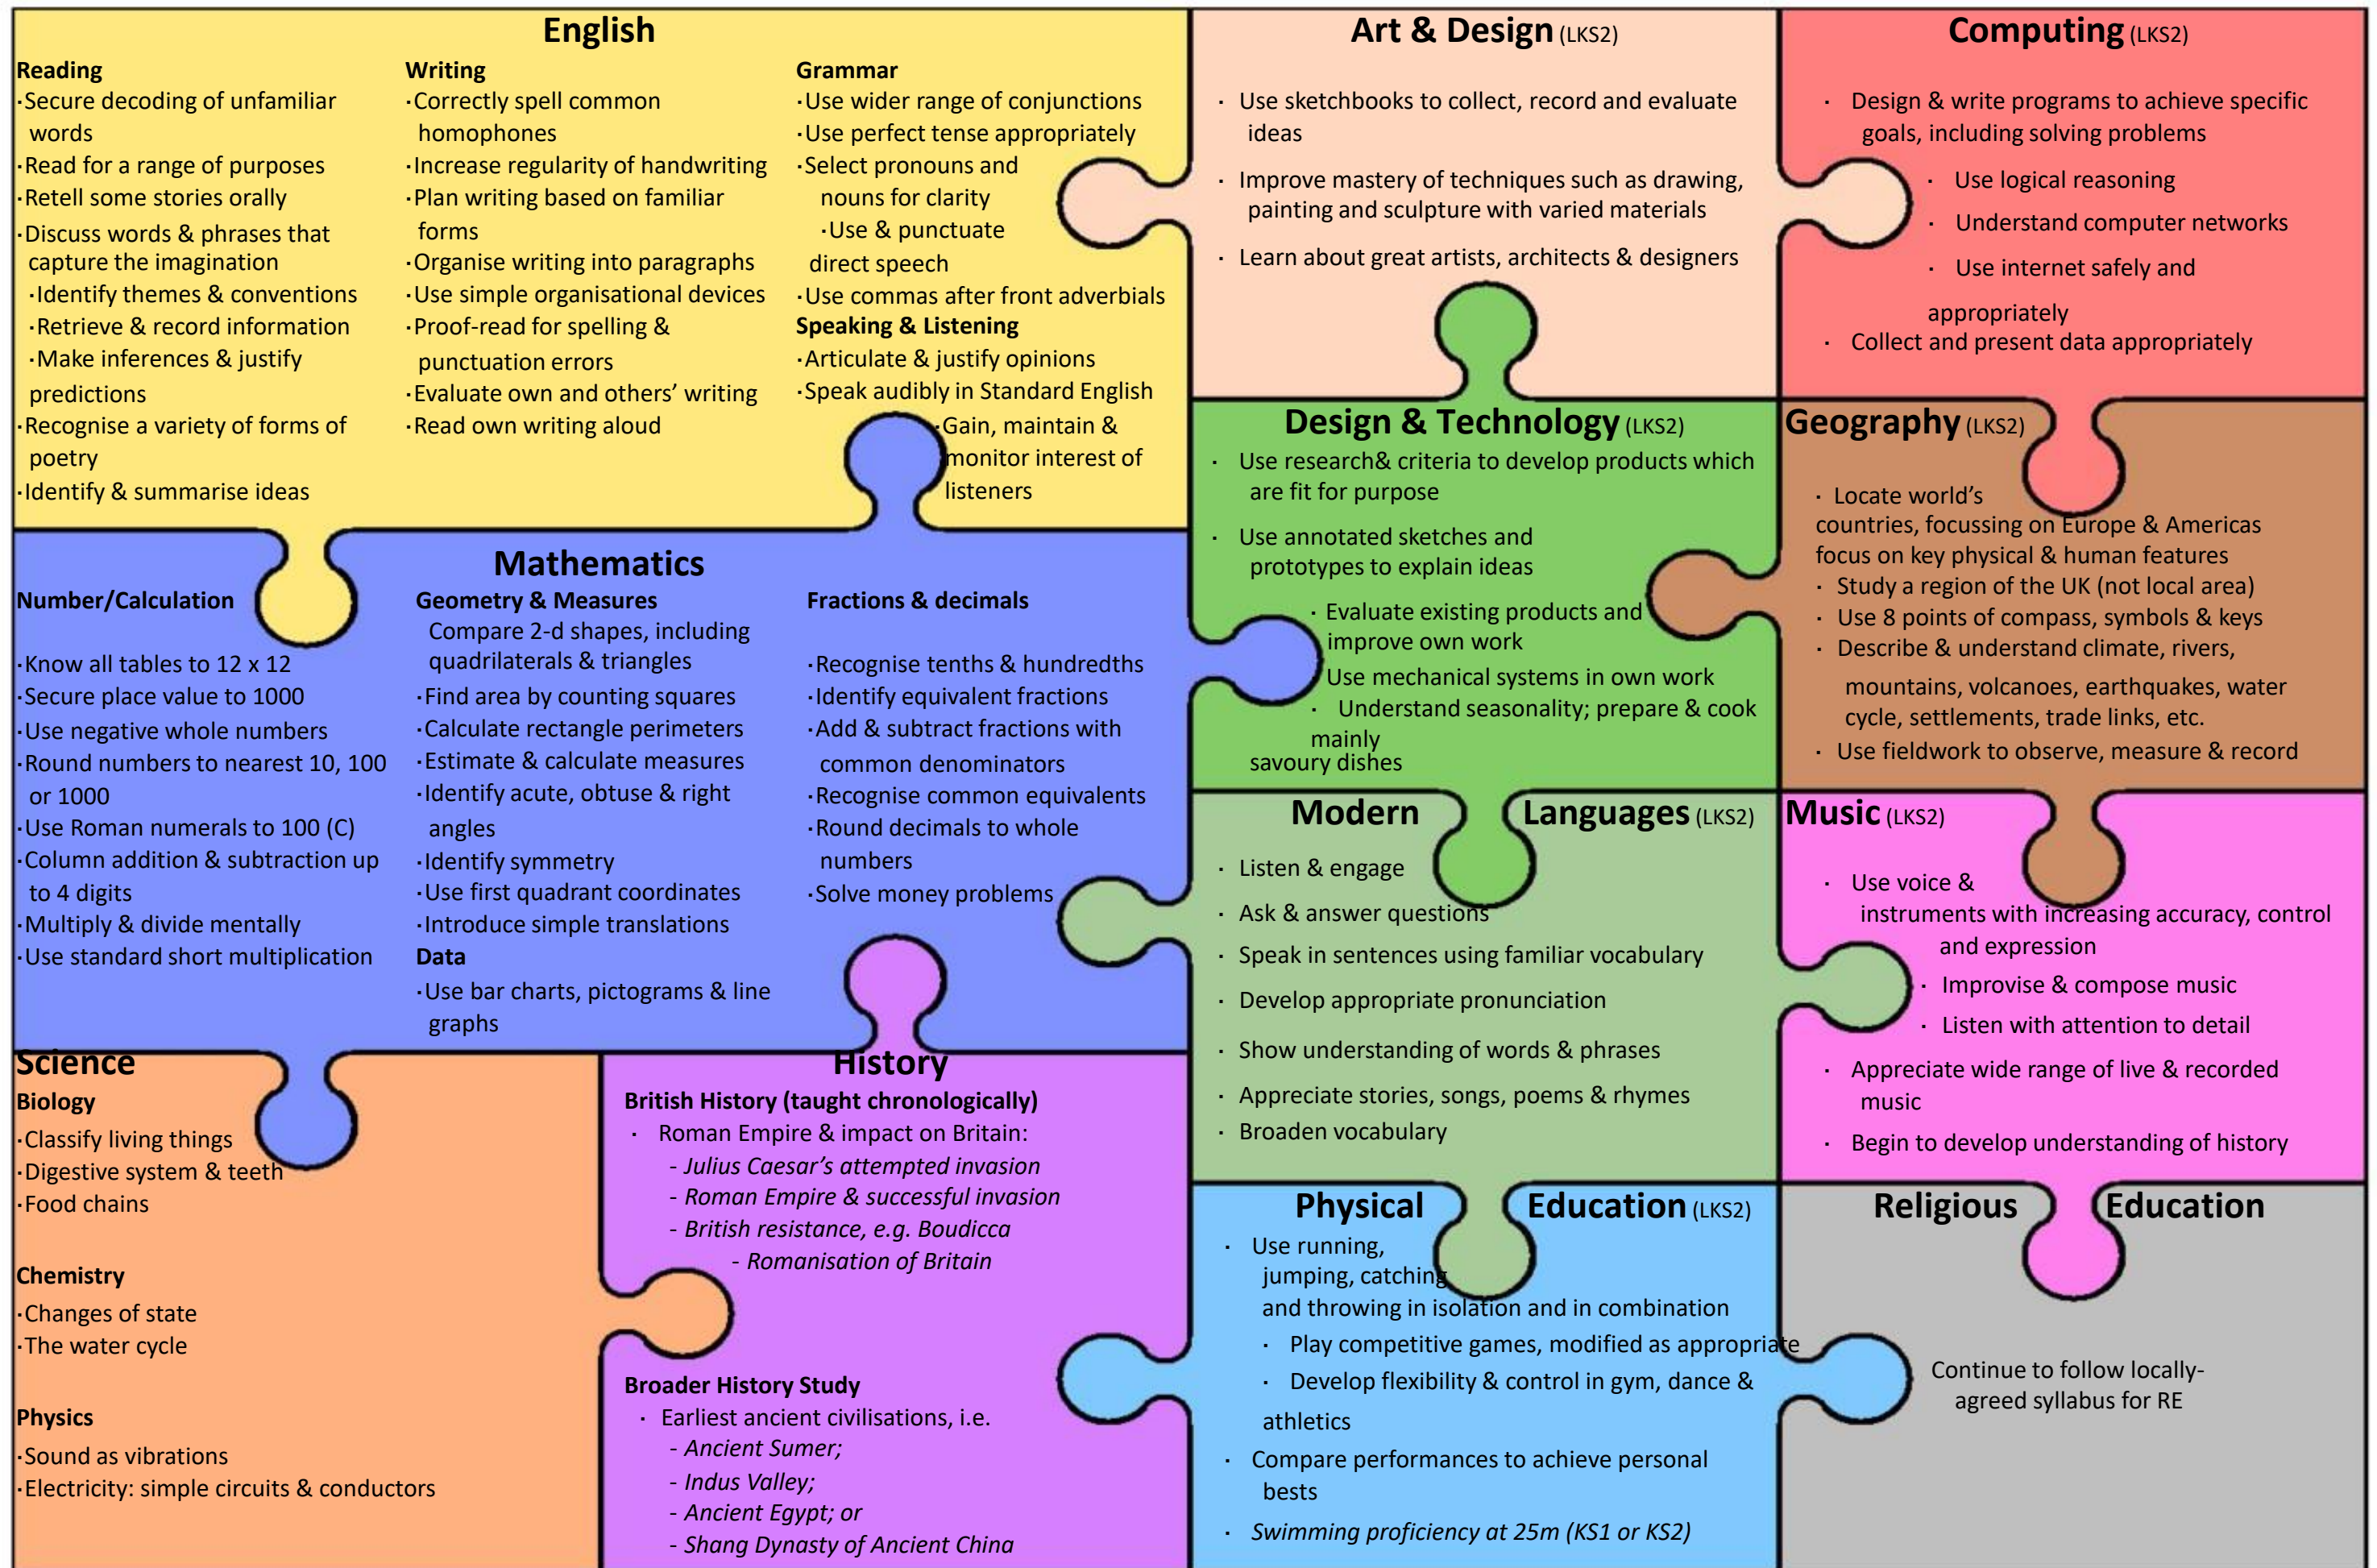 English
Reading
·Secure decoding of unfamiliar
words
·Read for a range of purposes
·Retell some stories orally
·Discuss words & phrases that
capture the imagination
·Identify themes & conventions
·Retrieve & record information
·Make inferences & justify
predictions
·Recognise a variety of forms of
poetry
·Identify & summarise ideas
Writing
·Correctly spell common
homophones
·Increase regularity of handwriting
·Plan writing based on familiar
forms
·Organise writing into paragraphs
·Use simple organisational devices
·Proof-read for spelling &
punctuation errors
·Evaluate own and others’ writing
·Read own writing aloud
Grammar
·Use wider range of conjunctions
·Use perfect tense appropriately
·Select pronouns and
nouns for clarity
·Use & punctuate
direct speech
·Use commas after front adverbials
Speaking & Listening
·Articulate & justify opinions
·Speak audibly in Standard English
·Gain, maintain &
monitor interest of
listeners
Art & Design (LKS2)
· Use sketchbooks to collect, record and evaluate
ideas
· Improve mastery of techniques such as drawing,
painting and sculpture with varied materials
· Learn about great artists, architects & designers
Computing (LKS2)
· Design & write programs to achieve specific
goals, including solving problems
· Use logical reasoning
· Understand computer networks
· Use internet safely and
appropriately
· Collect and present data appropriately
Mathematics
Number/Calculation
·Know all tables to 12 x 12
·Secure place value to 1000
·Use negative whole numbers
·Round numbers to nearest 10, 100
or 1000
·Use Roman numerals to 100 (C)
·Column addition & subtraction up
to 4 digits
·Multiply & divide mentally
·Use standard short multiplication
Geometry & Measures
Compare 2-d shapes, including
quadrilaterals & triangles
·Find area by counting squares
·Calculate rectangle perimeters
·Estimate & calculate measures
·Identify acute, obtuse & right
angles
·Identify symmetry
·Use first quadrant coordinates
·Introduce simple translations
Data
·Use bar charts, pictograms & line
graphs
Fractions & decimals
·Recognise tenths & hundredths
·Identify equivalent fractions
·Add & subtract fractions with
common denominators
·Recognise common equivalents
·Round decimals to whole
numbers
·Solve money problems
Design & Technology (LKS2)
· Use research& criteria to develop products which
are fit for purpose
· Use annotated sketches and
prototypes to explain ideas
· Evaluate existing products and
improve own work
Use mechanical systems in own work
· Understand seasonality; prepare & cook
mainly
savoury dishes
Geography (LKS2)
· Locate world’s
countries, focussing on Europe & Americas
focus on key physical & human features
· Study a region of the UK (not local area)
· Use 8 points of compass, symbols & keys
· Describe & understand climate, rivers,
mountains, volcanoes, earthquakes, water
cycle, settlements, trade links, etc.
· Use fieldwork to observe, measure & record
Modern Languages (LKS2)
· Listen & engage
· Ask & answer questions
· Speak in sentences using familiar vocabulary
· Develop appropriate pronunciation
· Show understanding of words & phrases
· Appreciate stories, songs, poems & rhymes
· Broaden vocabulary
Music (LKS2)
· Use voice &
instruments with increasing accuracy, control
and expression
· Improvise & compose music
· Listen with attention to detail
· Appreciate wide range of live & recorded
music
· Begin to develop understanding of history
Science
Biology
·Classify living things
·Digestive system & teeth
·Food chains
Chemistry
·Changes of state
·The water cycle
Physics
·Sound as vibrations
·Electricity: simple circuits & conductors
History
British History (taught chronologically)
· Roman Empire & impact on Britain:
- Julius Caesar’s attempted invasion
- Roman Empire & successful invasion
- British resistance, e.g. Boudicca
- Romanisation of Britain
Broader History Study
· Earliest ancient civilisations, i.e.
- Ancient Sumer;
- Indus Valley;
- Ancient Egypt; or
- Shang Dynasty of Ancient China
Physical Education (LKS2)
· Use running,
jumping, catching
and throwing in isolation and in combination
· Play competitive games, modified as appropriate
· Develop flexibility & control in gym, dance &
athletics
· Compare performances to achieve personal
bests
· Swimming proficiency at 25m (KS1 or KS2)
Religious Education
Continue to follow locally-
agreed syllabus for RE